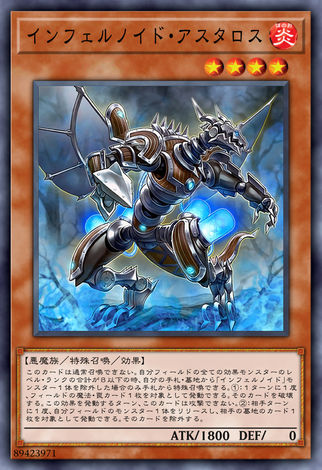 インフェルノイド・アスタロス
炎
ほのお
【悪魔族/特殊召喚/効果】
このカードは通常召喚できない。自分フィールドの全ての効果モンスターの
レベル・ランクの合計が8以下の時、自分の手札・墓地から「インフェルノイド」モ
ンスター1体を除外した場合のみ手札から特殊召喚できる。①:1ターンに1度、
フィールドの魔法・罠カード1枚を対象として発動できる。そのカードを破壊
する。この効果を発動するターン、このカードは攻撃できない。②:相手ターン
に1度、自分フィールドのモンスター1体をリリースし、相手の墓地のカード1
枚を対象として発動できる。そのカードを除外する。
ATK/1800 DEF/ 0
89423971